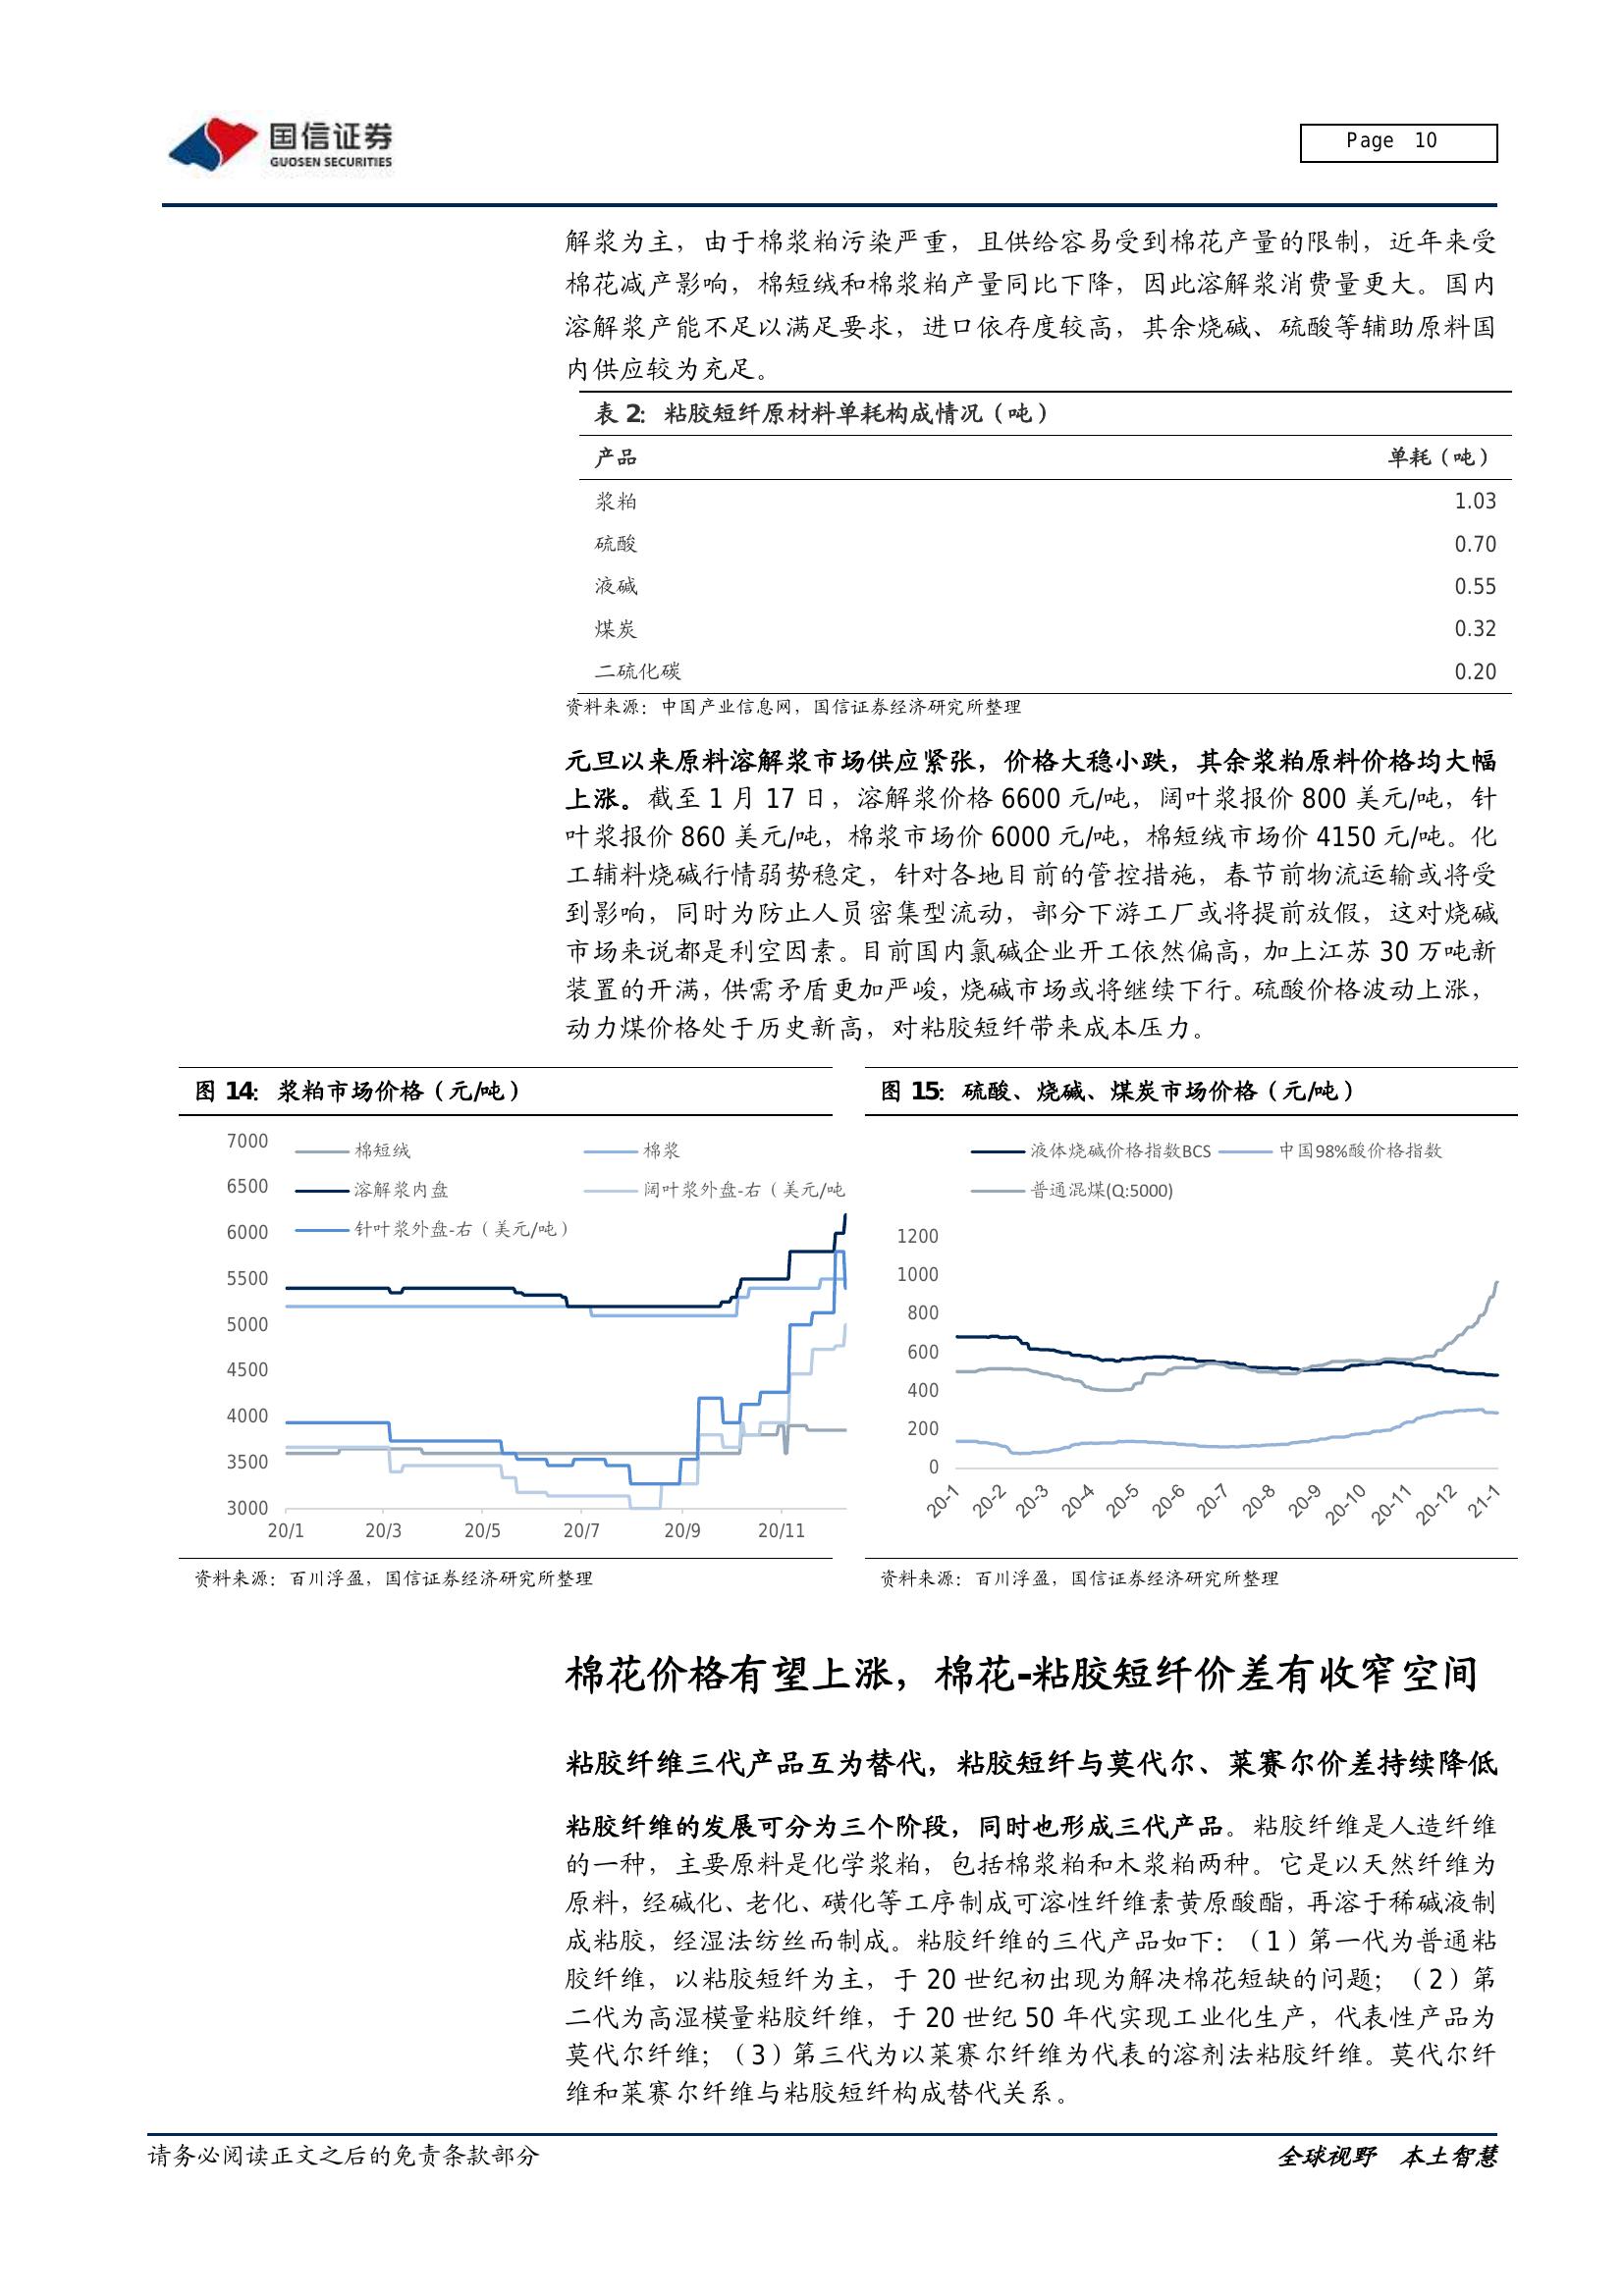 国信证券
GUOSEN SECURITIES
Page 10
解浆为主，由于棉浆粕污染严重，且供给容易受到棉花产量的限制，近年来受
棉花减产影响，棉短绒和棉浆粕产量同比下降，因此溶解浆消费量更大。国内
溶解浆产能不足以满足要求，进口依存度较高，其余烧碱、硫酸等辅助原料国
内供应较为充足。
表 2：粘胶短纤原材料单耗构成情况（吨）
产品 单耗（吨）
浆粕 1.03
硫酸 0.70
液碱 0.55
煤炭 0.32
二硫化碳 0.20
资料来源：中国产业信息网，国信证券经济研究所整理
元旦以来原料溶解浆市场供应紧张，价格大稳小跌，其余浆粕原料价格均大幅
上涨。截至 1 月 17 日，溶解浆价格 6600 元/吨，阔叶浆报价 800 美元/吨，针
叶浆报价 860 美元/吨，棉浆市场价 6000 元/吨，棉短绒市场价 4150 元/吨。化
工辅料烧碱行情弱势稳定，针对各地目前的管控措施，春节前物流运输或将受
到影响，同时为防止人员密集型流动，部分下游工厂或将提前放假，这对烧碱
市场来说都是利空因素。目前国内氯碱企业开工依然偏高，加上江苏 30 万吨新
装置的开满，供需矛盾更加严峻，烧碱市场或将继续下行。硫酸价格波动上涨，
动力煤价格处于历史新高，对粘胶短纤带来成本压力。
图 14：浆粕市场价格（元/吨）
7000
6500
6000
5500
5000
4500
4000
3500
3000
棉短绒 棉浆
溶解浆内盘 阔叶浆外盘-右（美元/吨
针叶浆外盘-右（美元/吨）
20/1 20/3 20/5 20/7 20/9 20/11
资料来源：百川浮盈，国信证券经济研究所整理
图 15：硫酸、烧碱、煤炭市场价格（元/吨）
液体烧碱价格指数BCS 中国98%酸价格指数
普通混煤(Q:5000)
1200
1000
800
600
400
200
0
20-1 20-2 20-3 20-4 20-5 20-6 20-7 20-8 20-9 20-10 20-11 20-12 21-1
资料来源：百川浮盈，国信证券经济研究所整理
棉花价格有望上涨，棉花-粘胶短纤价差有收窄空间
粘胶纤维三代产品互为替代，粘胶短纤与莫代尔、莱赛尔价差持续降低
粘胶纤维的发展可分为三个阶段，同时也形成三代产品。粘胶纤维是人造纤维
的一种，主要原料是化学浆粕，包括棉浆粕和木浆粕两种。它是以天然纤维为
原料，经碱化、老化、磺化等工序制成可溶性纤维素黄原酸酯，再溶于稀碱液制
成粘胶，经湿法纺丝而制成。粘胶纤维的三代产品如下：（1）第一代为普通粘
胶纤维，以粘胶短纤为主，于 20 世纪初出现为解决棉花短缺的问题；（2）第
二代为高湿模量粘胶纤维，于 20 世纪 50 年代实现工业化生产，代表性产品为
莫代尔纤维；（3）第三代为以莱赛尔纤维为代表的溶剂法粘胶纤维。莫代尔纤
维和莱赛尔纤维与粘胶短纤构成替代关系。
请务必阅读正文之后的免责条款部分
全球视野 本土智慧